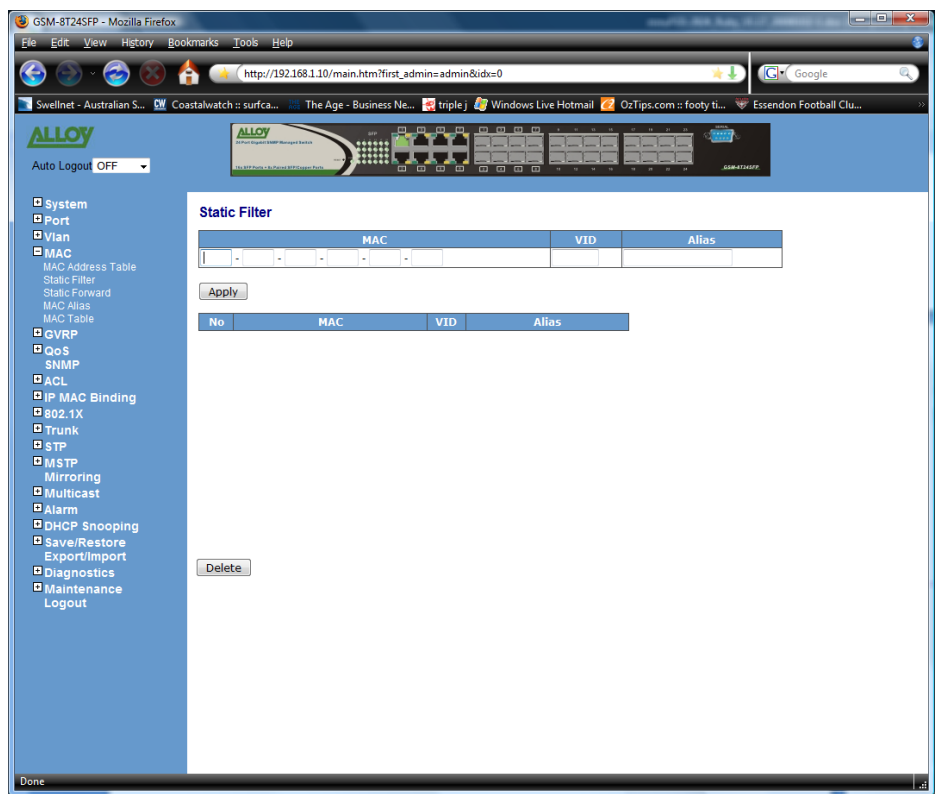 GSM-8T24SFP - Mozilla Firefox
File Edit View History Bookmarks Tools Help
http://192.168.1.10/main.htm?first_admin=admin&idx=0
Google
Swellnet - Australian S... CW Coastalwatch :: surfca... The Age - Business Ne... triple j Windows Live Hotmail OzTips.com :: footy ti... Essendon Football Clu...
ALLOY
Auto Logout OFF
ALLOY
SFP
GSM-8T24SFP
System
Port
Vlan
MAC
MAC Address Table
Static Filter
Static Forward
MAC Alias
MAC Table
GVRP
QoS
SNMP
ACL
IP MAC Binding
802.1X
Trunk
STP
MSTP
Mirroring
Multicast
Alarm
DHCP Snooping
Save/Restore
Export/Import
Diagnostics
Maintenance
Logout
Static Filter
MAC VID Alias
- - - - -
Apply
No MAC VID Alias
Delete
Done